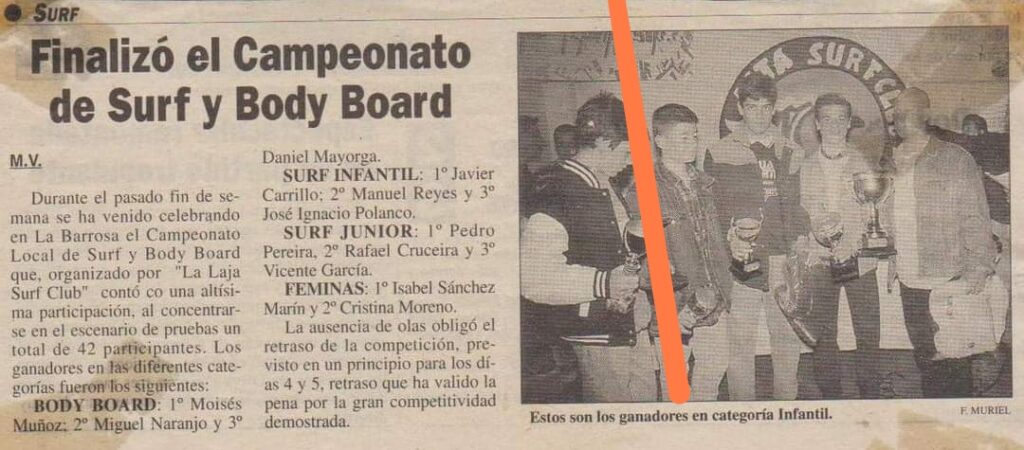 SURF
Finalizó el Campeonato
de Surf y Body Board
M.V.
Durante el pasado fin de se-
mana se ha venido celebrando
en La Barrosa el Campeonato
Local de Surf y Body Board
que, organizado por "La Laja
Surf Club" contó co una altísi-
ma participación, al concentrar-
se en el escenario de pruebas un
total de 42 participantes. Los
ganadores en las diferentes cate-
gorías fueron los siguientes:
BODY BOARD: 1º Moisés
Muñoz; 2º Miguel Naranjo y 3º
Daniel Mayorga.
SURF INFANTIL: 1º Javier
Carrillo; 2º Manuel Reyes y 3º
José Ignacio Polanco.
SURF JUNIOR: 1º Pedro
Pereira, 2º Rafael Cruceira y 3º
Vicente García.
FEMINAS: 1º Isabel Sánchez
Marín y 2º Cristina Moreno.
La ausencia de olas obligó el
retraso de la competición, pre-
visto en un principio para los dí-
as 4 y 5, retraso que ha valido la
pena por la gran competitividad
demostrada.
TA SURF CLU
Estos son los ganadores en categoría Infantil.
F. MURIEL